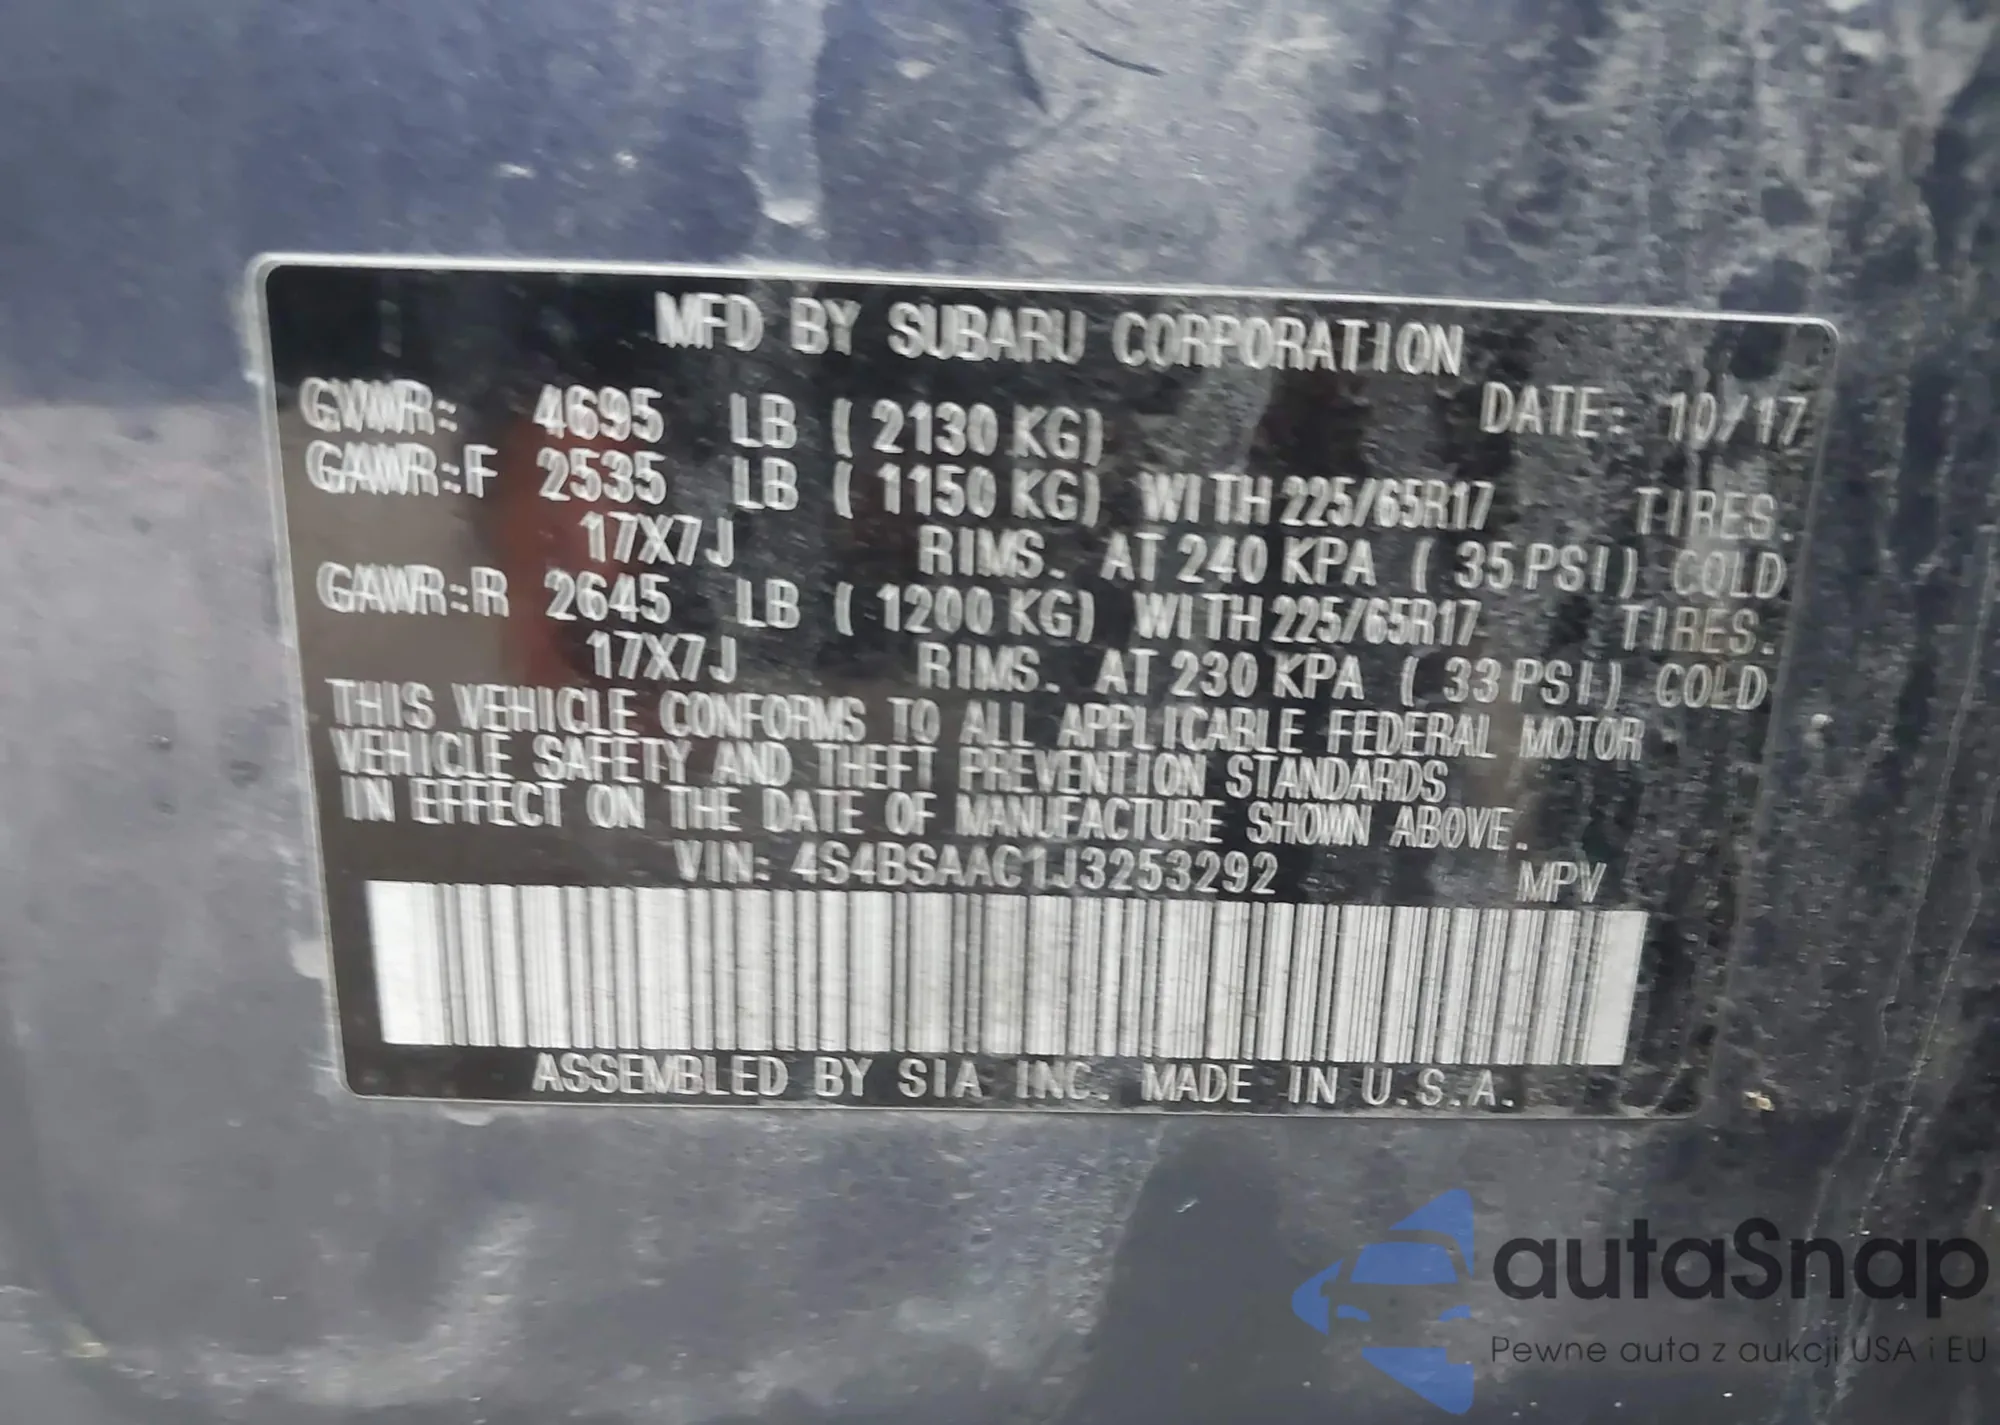 MFD BY SUBARU CORPORATION
GVWR: 4695 LB ( 2130 KG) DATE: 10/17
GAWR:F 2535 LB ( 1150 KG) WITH 225/65R17 TIRES.
17X7J RIMS. AT 240 KPA ( 35 PSI) COLD
GAWR:R 2645 LB ( 1200 KG) WITH 225/65R17 TIRES.
17X7J RIMS. AT 230 KPA ( 33 PSI) COLD
THIS VEHICLE CONFORMS TO ALL APPLICABLE FEDERAL MOTOR
VEHICLE SAFETY AND THEFT PREVENTION STANDARDS
IN EFFECT ON THE DATE OF MANUFACTURE SHOWN ABOVE.
VIN: 4S4BSAAC1J3253292 MPV
ASSEMBLED BY SIA INC. MADE IN U.S.A.
autaSnap
Pewne auta z aukcji USA i EU